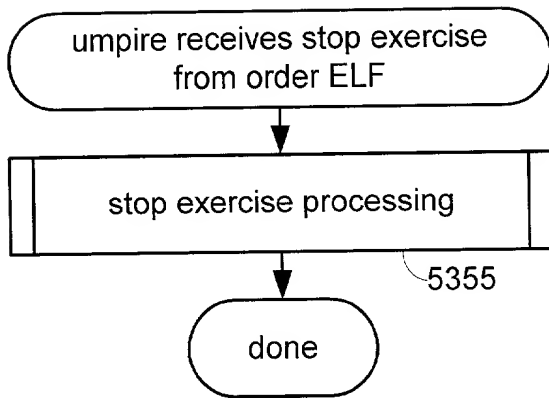 umpire receives stop exercise
from order ELF
stop exercise processing
5355
done